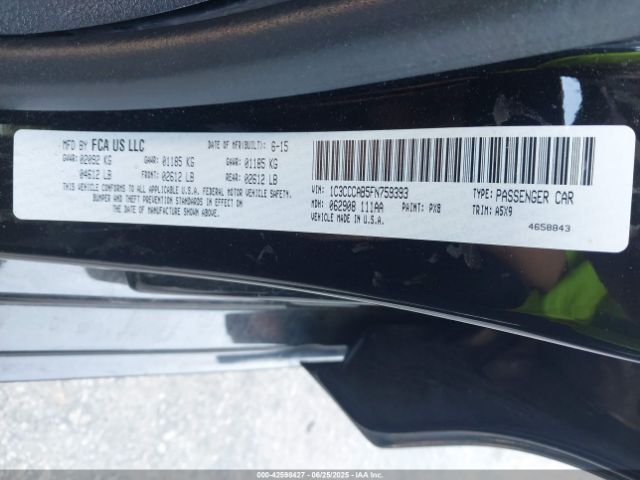 MFD BY FCA US LLC DATE OF MFR(BUILT): 6-15
GVWR: 02092 KG GAWR: 01185 KG GAWR: 01185 KG
04612 LB FRONT: 02612 LB REAR: 02612 LB
THIS VEHICLE CONFORMS TO ALL APPLICABLE U.S.A. FEDERAL MOTOR VEHICLE SAFETY,
BUMPER AND THEFT PREVENTION STANDARDS IN EFFECT ON
THE DATE OF MANUFACTURE SHOWN ABOVE.
VIN: 1C3CCCAB5FN759393 TYPE: PASSENGER CAR
MDH: 062908 111AA PAINT: PX8 TRIM: A5X9
VEHICLE MADE IN U.S.A.
4658843
000-42598427 - 06/25/2025 - COPYRIGHT IAA, LLC.